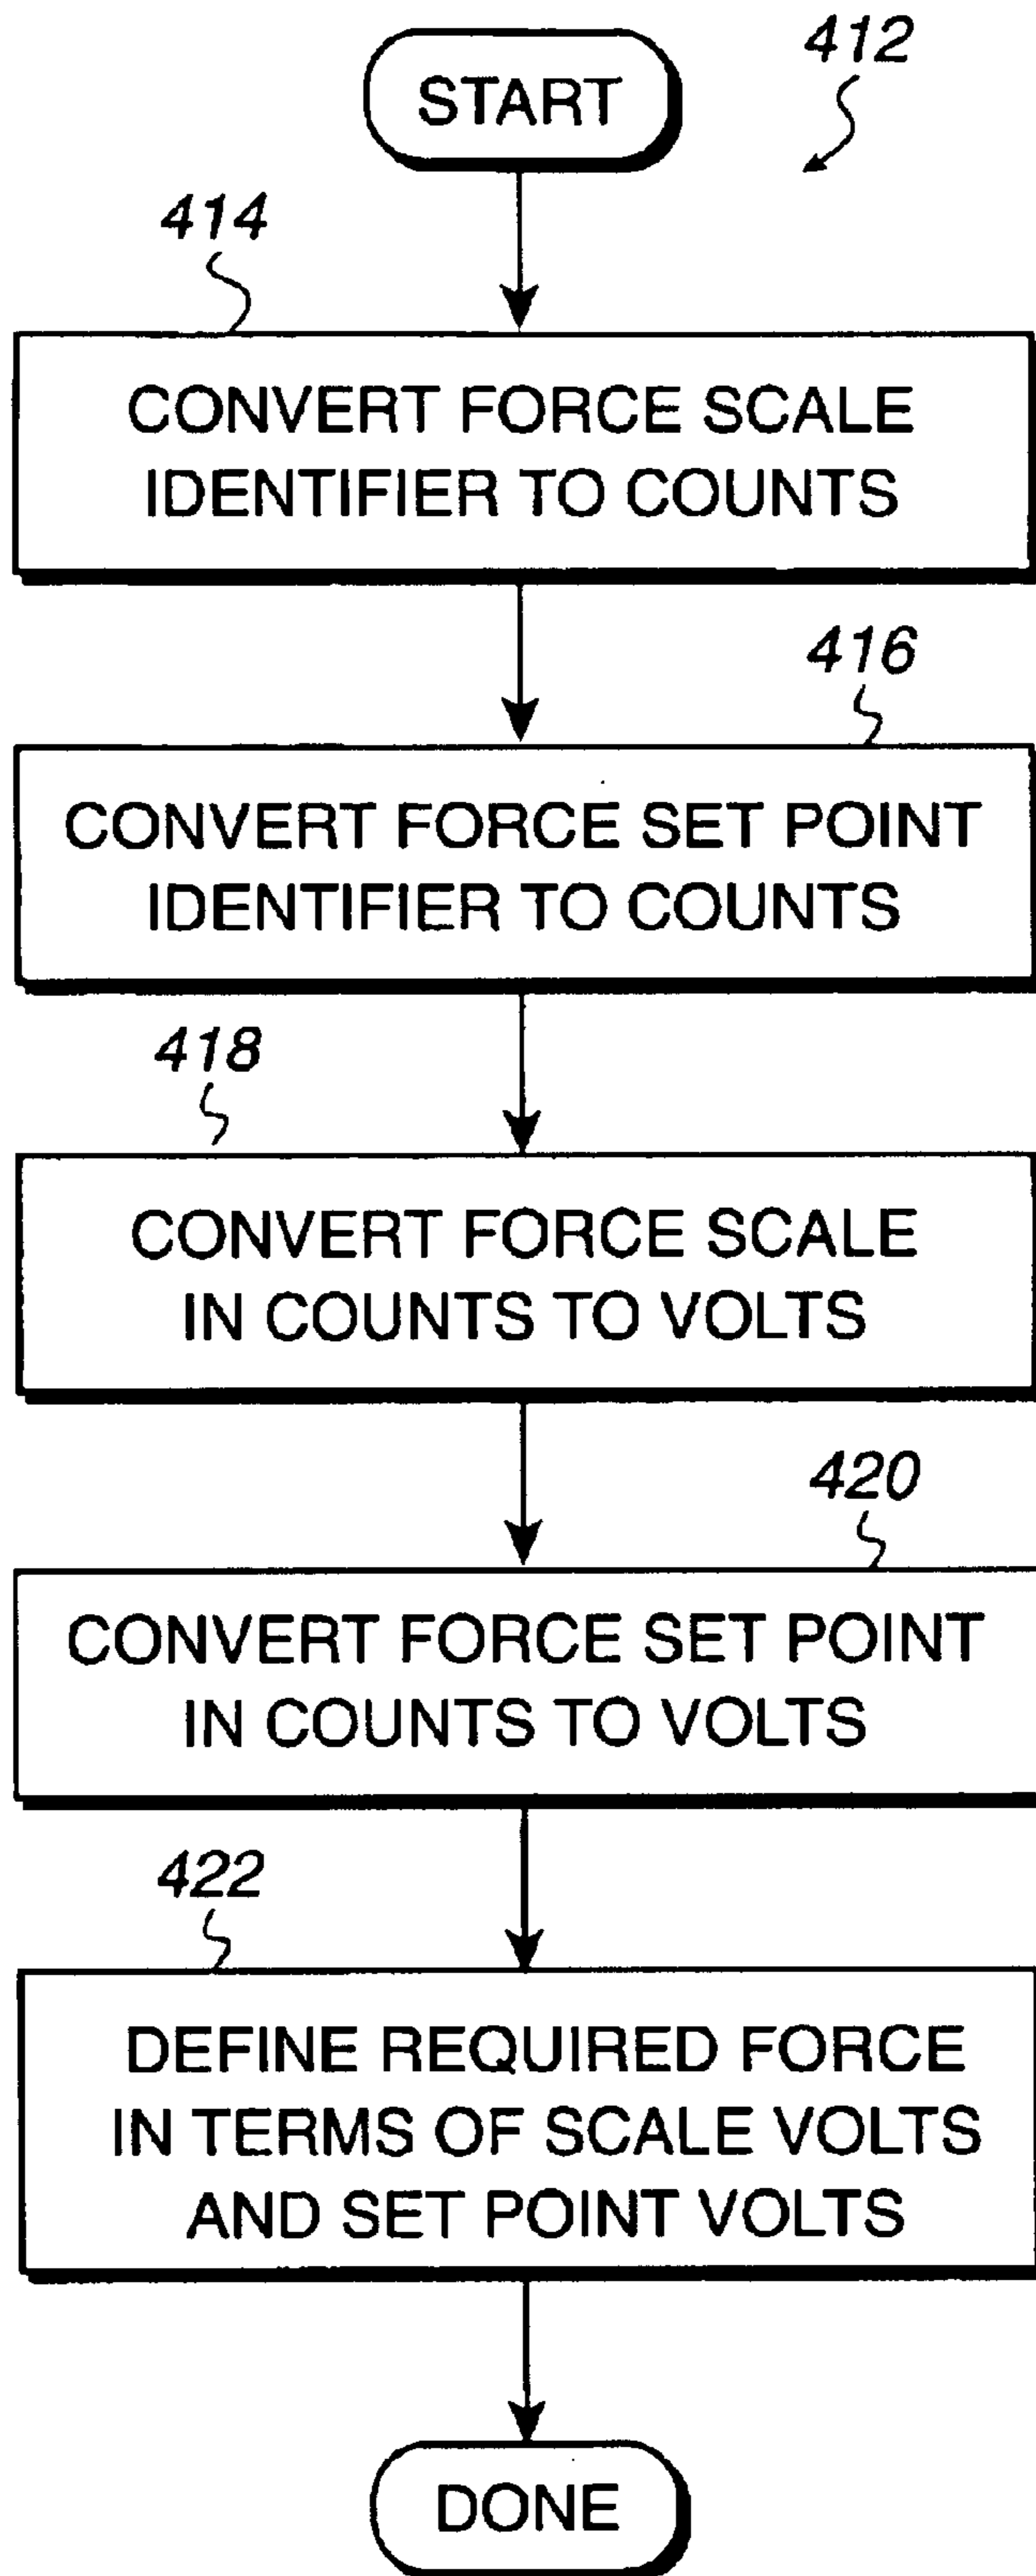 START
412
414
CONVERT FORCE SCALE
IDENTIFIER TO COUNTS
416
CONVERT FORCE SET POINT
IDENTIFIER TO COUNTS
418
CONVERT FORCE SCALE
IN COUNTS TO VOLTS
420
CONVERT FORCE SET POINT
IN COUNTS TO VOLTS
422
DEFINE REQUIRED FORCE
IN TERMS OF SCALE VOLTS
AND SET POINT VOLTS
DONE